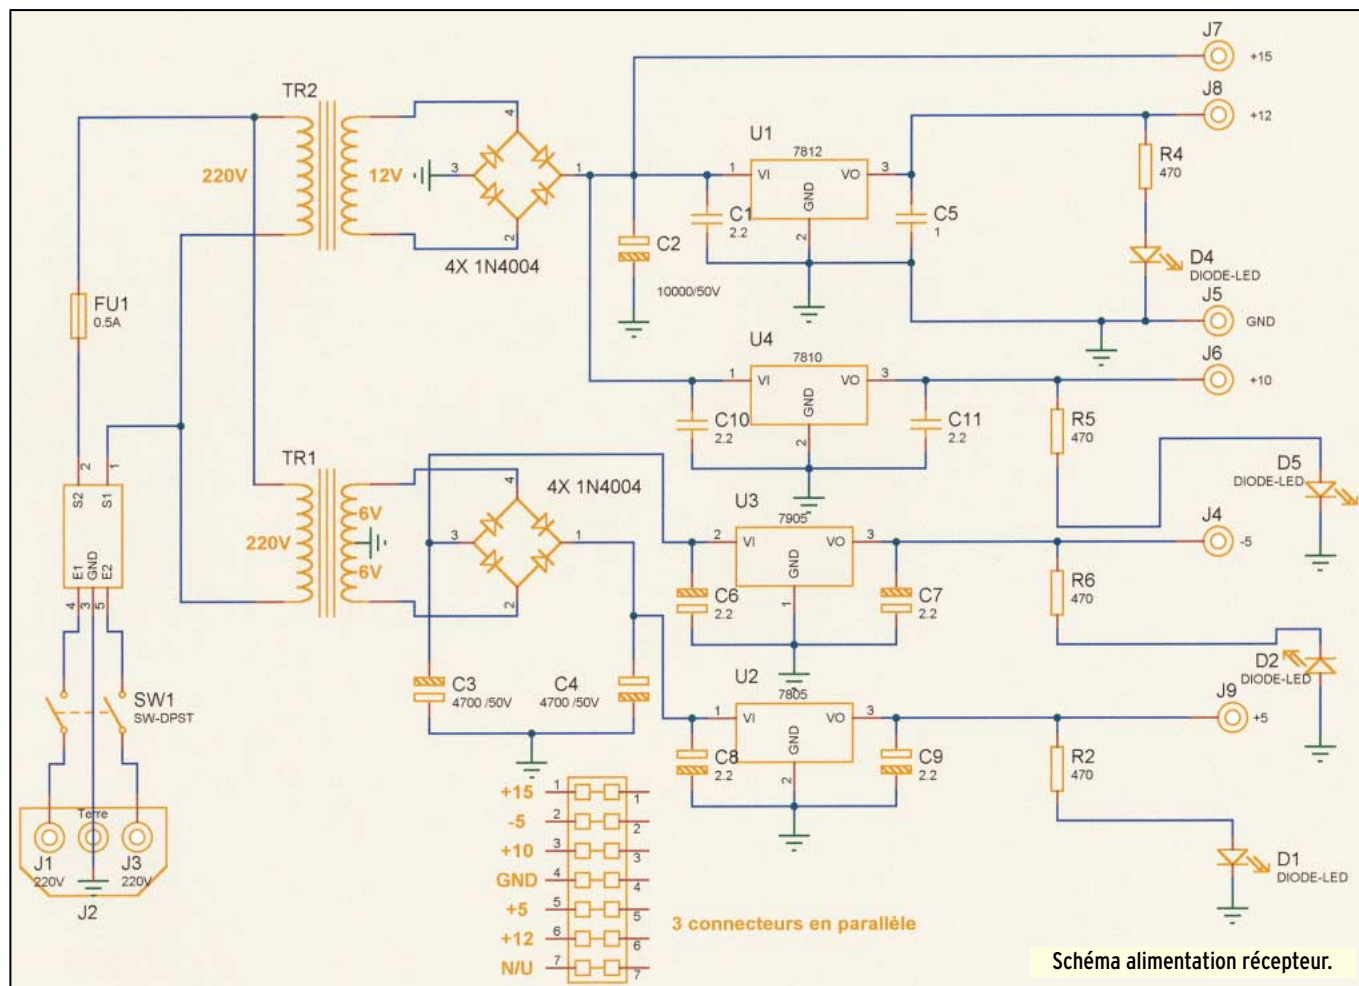 J7
+15
J8
+12
TR2
220V
12V
4
3
1
2
4X 1N4004
U1
7812
1
VI
VO
3
GND
2
C1
2.2
C2
10000/50V
C5
1
R4
470
D4
DIODE-LED
J5
GND
J6
+10
FU1
0.5A
U4
7810
1
VI
VO
3
GND
2
C10
2.2
C11
2.2
R5
470
D5
DIODE-LED
TR1
220V
6V
6V
4
3
1
2
4X 1N4004
U3
7905
2
VI
VO
3
GND
1
C6
2.2
C7
2.2
J4
-5
R6
470
D2
DIODE-LED
2
1
S2
S1
E1
GND
E2
4
3
5
SW1
SW-DPST
C3
4700 /50V
C4
4700 /50V
U2
7805
1
VI
VO
3
GND
2
C8
2.2
C9
2.2
J9
+5
R2
470
D1
DIODE-LED
Terre
J1
220V
J3
220V
J2
+15 1 1
-5 2 2
+10 3 3
GND 4 4
+5 5 5
+12 6 6
N/U 7 7
3 connecteurs en parallèle
Schéma alimentation récepteur.